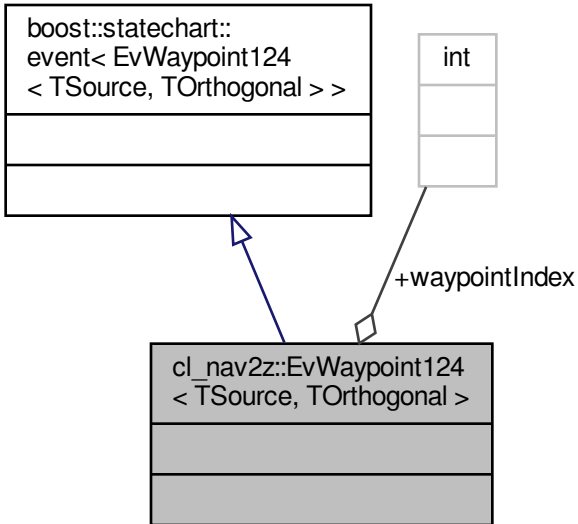 boost::statechart::
event< EvWaypoint124
< TSource, TOrthogonal > >
int
+waypointIndex
cl_nav2z::EvWaypoint124
< TSource, TOrthogonal >